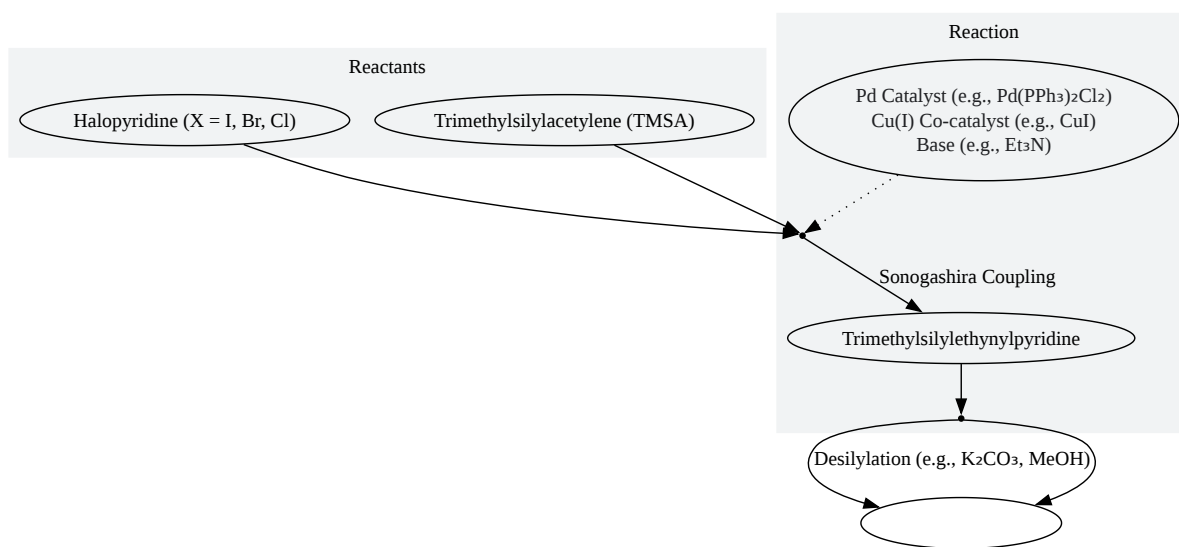 Reaction
Reactants
Halopyridine (X = I, Br, Cl)
Trimethylsilylacetylene (TMSA)
Pd Catalyst (e.g., Pd(PPh₃)₂Cl₂)
Cu(I) Co-catalyst (e.g., CuI)
Base (e.g., Et₃N)
Sonogashira Coupling
Trimethylsilylethynylpyridine
Desilylation (e.g., K₂CO₃, MeOH)